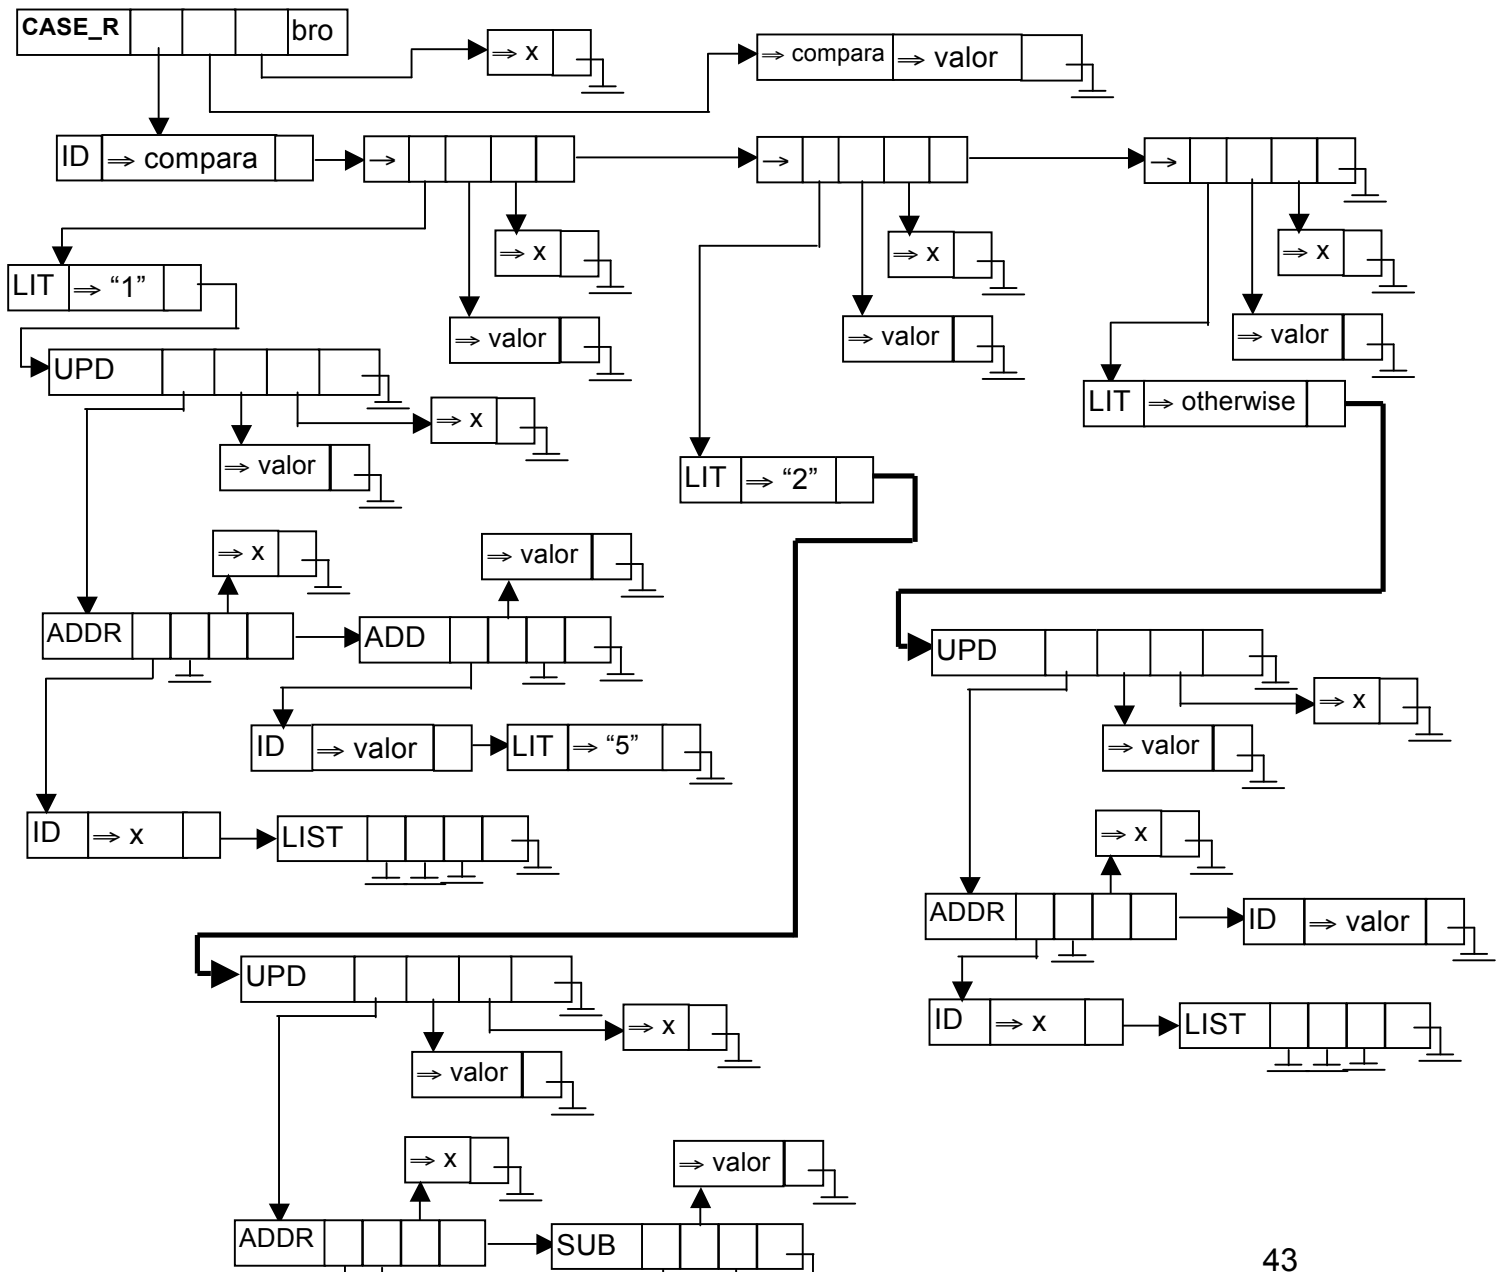 CASE_R bro
⇒ x
⇒ compara ⇒ valor
ID ⇒ compara
→
→
→
⇒ x
⇒ x
⇒ x
LIT ⇒ “1”
⇒ valor
⇒ valor
⇒ valor
UPD
LIT ⇒ otherwise
⇒ x
⇒ valor
LIT ⇒ “2”
⇒ x
⇒ valor
ADDR
ADD
UPD
⇒ x
ID ⇒ valor
LIT ⇒ “5”
⇒ valor
ID ⇒ x
LIST
⇒ x
ADDR
ID ⇒ valor
UPD
⇒ x
ID ⇒ x
LIST
⇒ valor
⇒ x
⇒ valor
ADDR
SUB
43